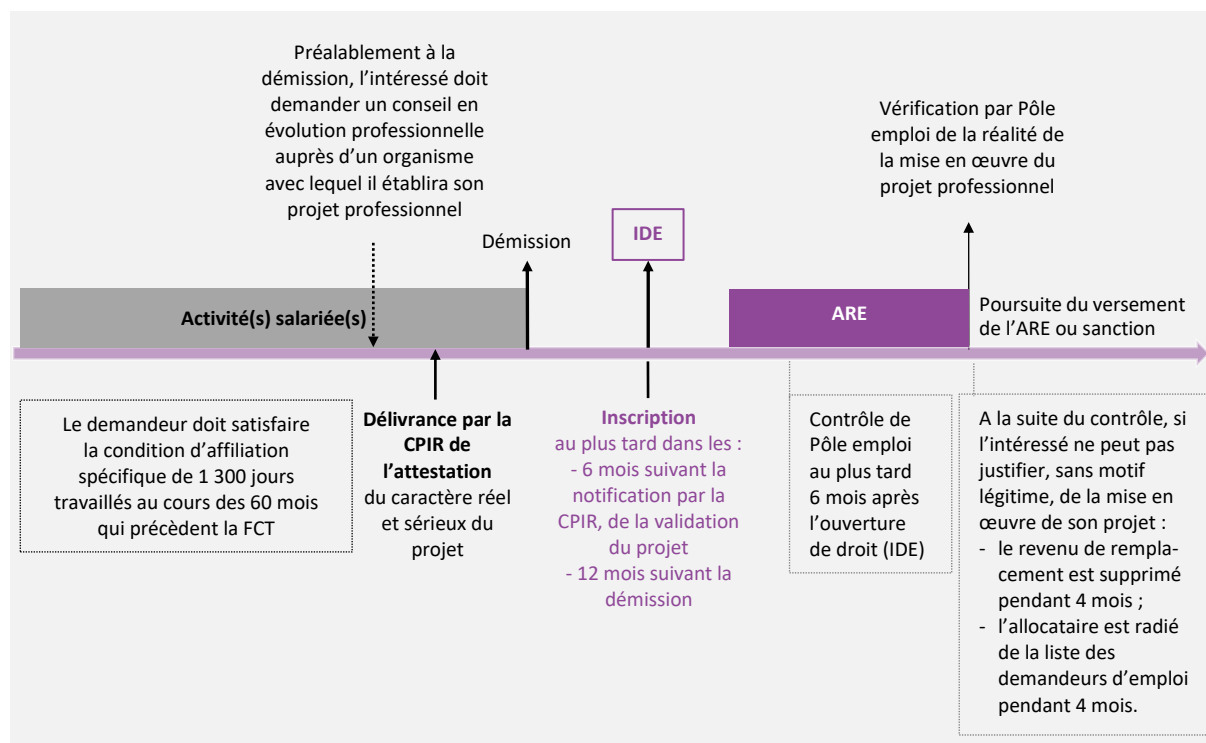 Préalablement à la
démission, l’intéressé doit
demander un conseil en
évolution professionnelle
auprès d’un organisme
avec lequel il établira son
projet professionnel
Démission
IDE
Vérification par Pôle
emploi de la réalité de
la mise en œuvre du
projet professionnel
Activité(s) salariée(s)
ARE
Poursuite du versement
de l’ARE ou sanction
Le demandeur doit satisfaire
la condition d’affiliation
spécifique de 1 300 jours
travaillés au cours des 60 mois
qui précèdent la FCT
Délivrance par la
CPIR de
l’attestation
du caractère réel
et sérieux du
projet
Inscription
au plus tard dans les :
- 6 mois suivant la
notification par la
CPIR, de la validation
du projet
- 12 mois suivant la
démission
Contrôle de
Pôle emploi
au plus tard
6 mois après
l’ouverture
de droit (IDE)
A la suite du contrôle, si
l’intéressé ne peut pas
justifier, sans motif
légitime, de la mise en
œuvre de son projet :
- le revenu de rempla-
cement est supprimé
pendant 4 mois ;
- l’allocataire est radié
de la liste des
demandeurs d’emploi
pendant 4 mois.